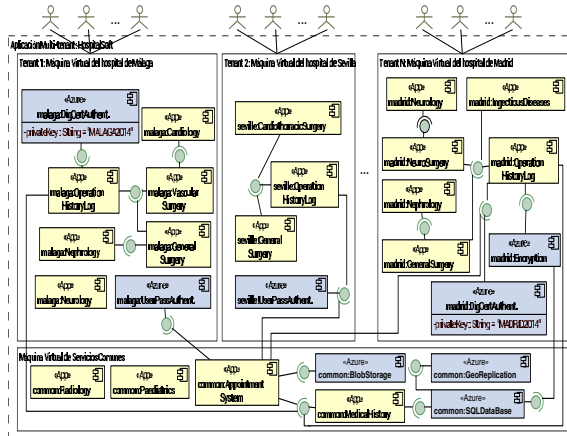 ...
...
...
Aplicación Multi-tenant: HospitalSoft
Tenant 1: Máquina Virtual del hospital de Málaga
Tenant 2: Máquina Virtual del hospital de Sevilla
Tenant N: Máquina Virtual del hospital de Madrid
«Azure»
malaga:DigCertAuthent.
-privateKey : String = "MALAGA2014"
«App»
malaga:Cardiology
«App»
malaga:Operation
HistoryLog
«App»
malaga:Vascular
Surgery
«App»
malaga:Nephrology
«App»
malaga:General
Surgery
«App»
malaga:Neurology
«Azure»
malaga:UserPassAuthent.
«App»
seville:CardiothoracicSurgery
«App»
seville:Operation
HistoryLog
«App»
seville:General
Surgery
«Azure»
seville:UserPassAuthent.
...
«App»
madrid:Neurology
«App»
madrid:IngectiousDiseases
«App»
madrid:NeuroSurgery
«App»
madrid:Operation
HistoryLog
«App»
madrid:Nephrology
«App»
madrid:GeneralSurgery
«Azure»
madrid:Encryption
«Azure»
madrid:DigCertAuthent.
-privateKey : String = "MADRID2014"
Máquina Virtual de Servicios Comunes
«App»
common:Radiology
«App»
common:Paediatrics
«App»
common:Appointment
System
«Azure»
common:BlobStorage
«Azure»
common:GeoReplication
«App»
common:MedicalHistory
«Azure»
common:SQLDataBase